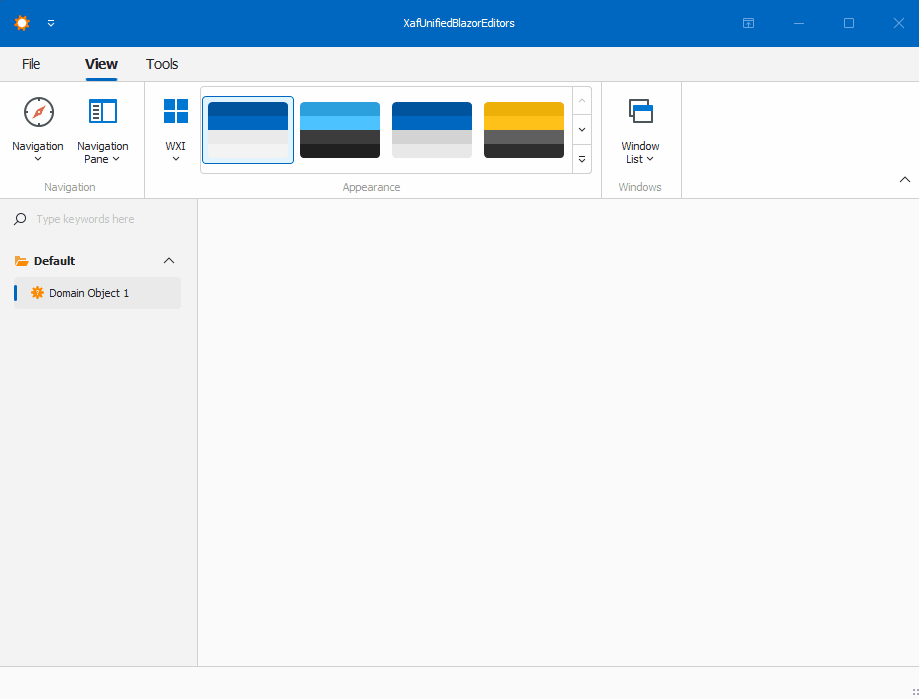 XafUnifiedBlazorEditors
File View Tools
Navigation
Navigation
Pane
WXI
Window
List
Navigation
Appearance
Windows
Type keywords here
Default
Domain Object 1